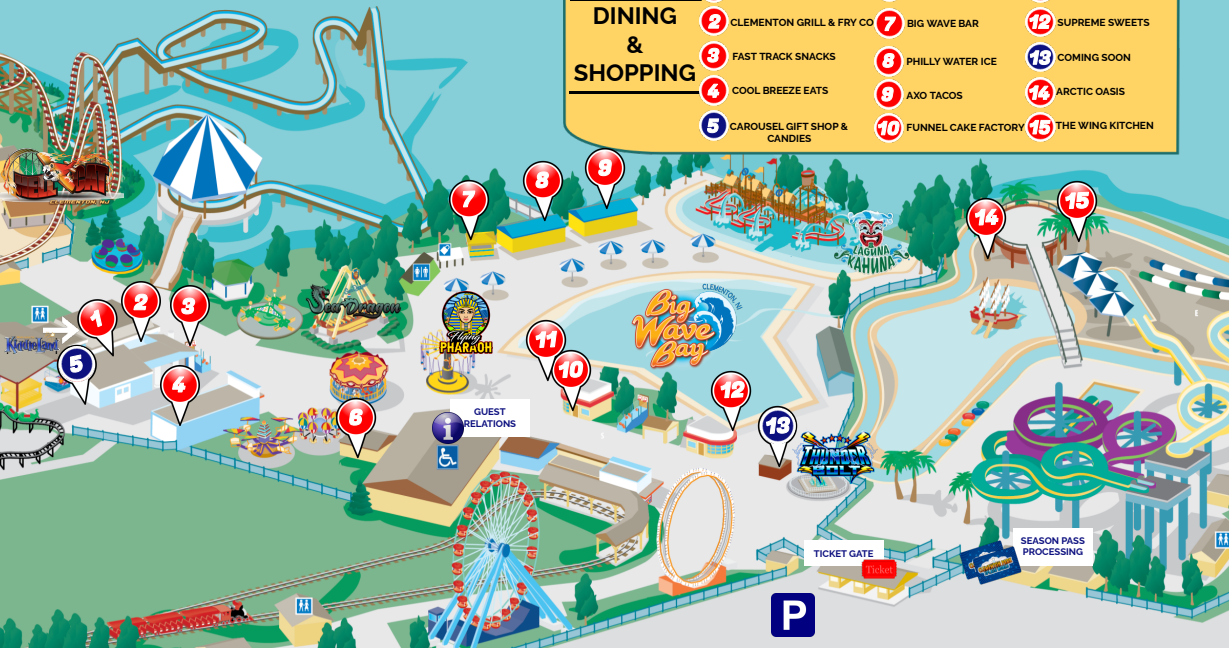 DINING
&
SHOPPING
2 CLEMENTON GRILL & FRY CO
3 FAST TRACK SNACKS
4 COOL BREEZE EATS
5 CAROUSEL GIFT SHOP &
CANDIES
7 BIG WAVE BAR
8 PHILLY WATER ICE
9 AXO TACOS
10 FUNNEL CAKE FACTORY
12 SUPREME SWEETS
13 COMING SOON
14 ARCTIC OASIS
15 THE WING KITCHEN
9
8
7
15
14
LAGUNA
KAHUNA
CLEMENTON, NJ
Big
Wave
Bay
Sea Dragon
Flying
PHARAOH
1
2
3
5
4
6
11
10
12
13
GUEST
RELATIONS
i
THUNDER
BOLT
TICKET GATE
Ticket
SEASON PASS
PROCESSING
P